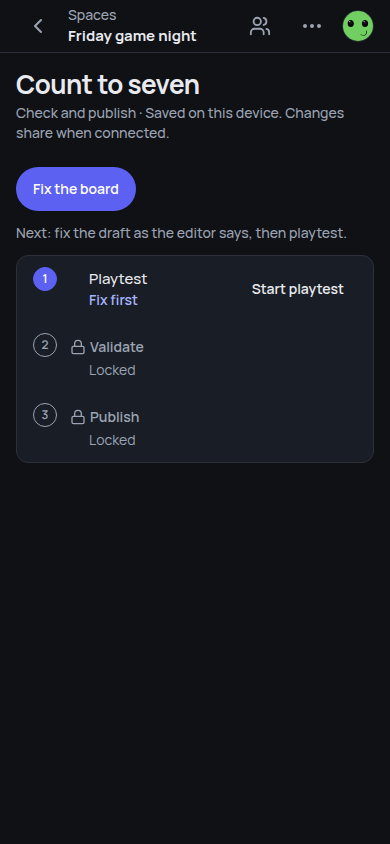 Spaces
Friday game night
Count to seven
Check and publish · Saved on this device. Changes
share when connected.
Fix the board
Next: fix the draft as the editor says, then playtest.
1
Playtest
Fix first
Start playtest
2
Validate
Locked
3
Publish
Locked